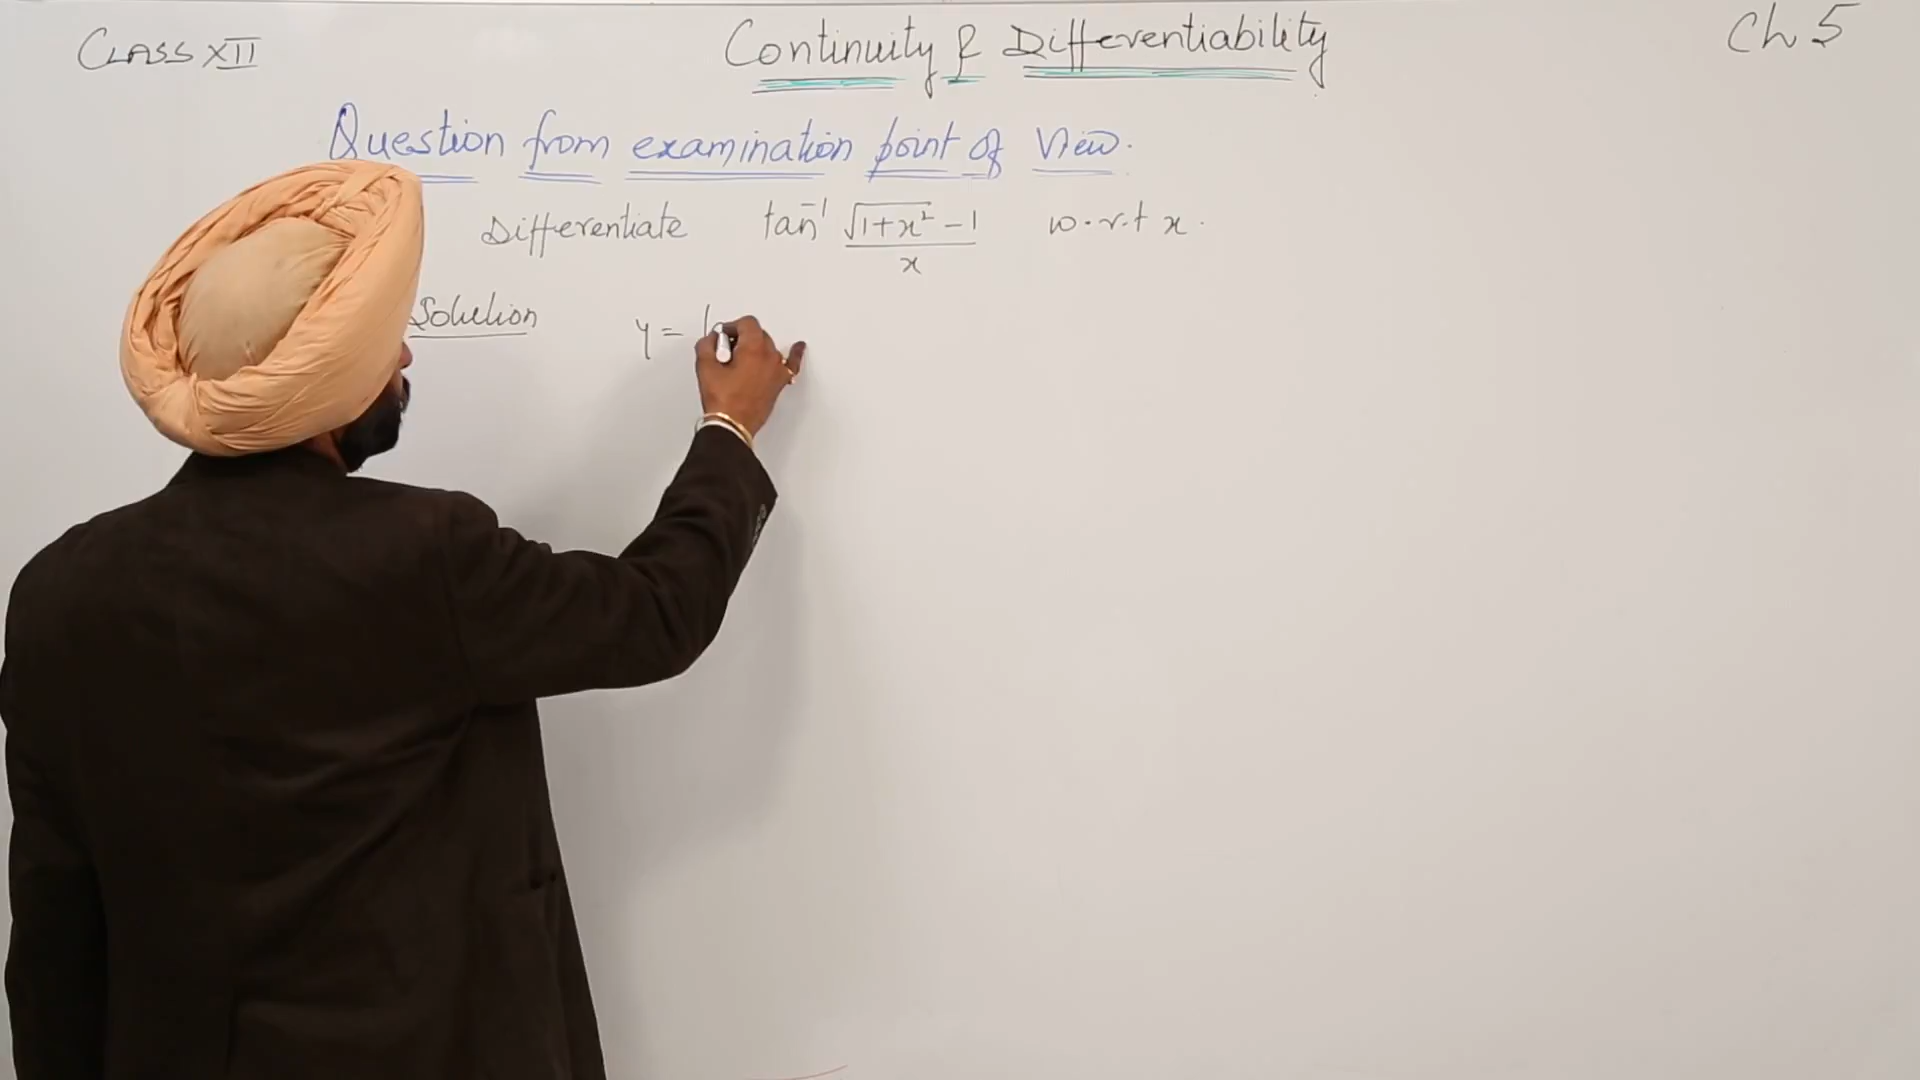 CLASS XII
Continuity & Differentiability
Ch 5
Question from examination point of View.
Differentiate tan⁻¹ (√(1+x²) - 1)/x w.r.t x.
Solution y =